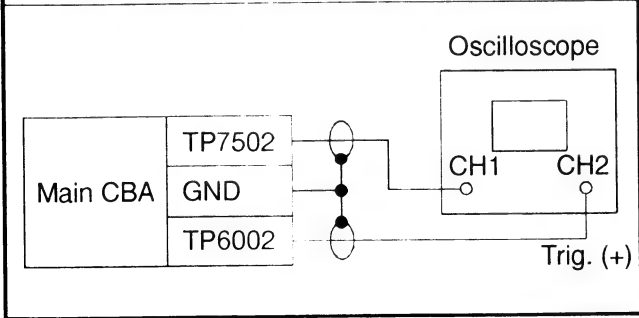 Oscilloscope
TP7502
CH1 CH2
Main CBA GND
TP6002
Trig. (+)